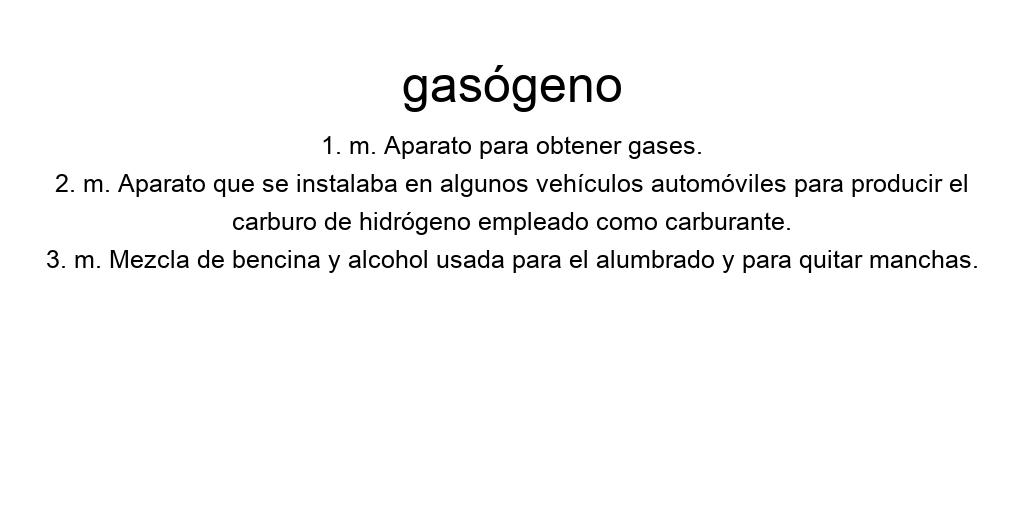 gasógeno
1. m. Aparato para obtener gases.
2. m. Aparato que se instalaba en algunos vehículos automóviles para producir el
carburo de hidrógeno empleado como carburante.
3. m. Mezcla de bencina y alcohol usada para el alumbrado y para quitar manchas.